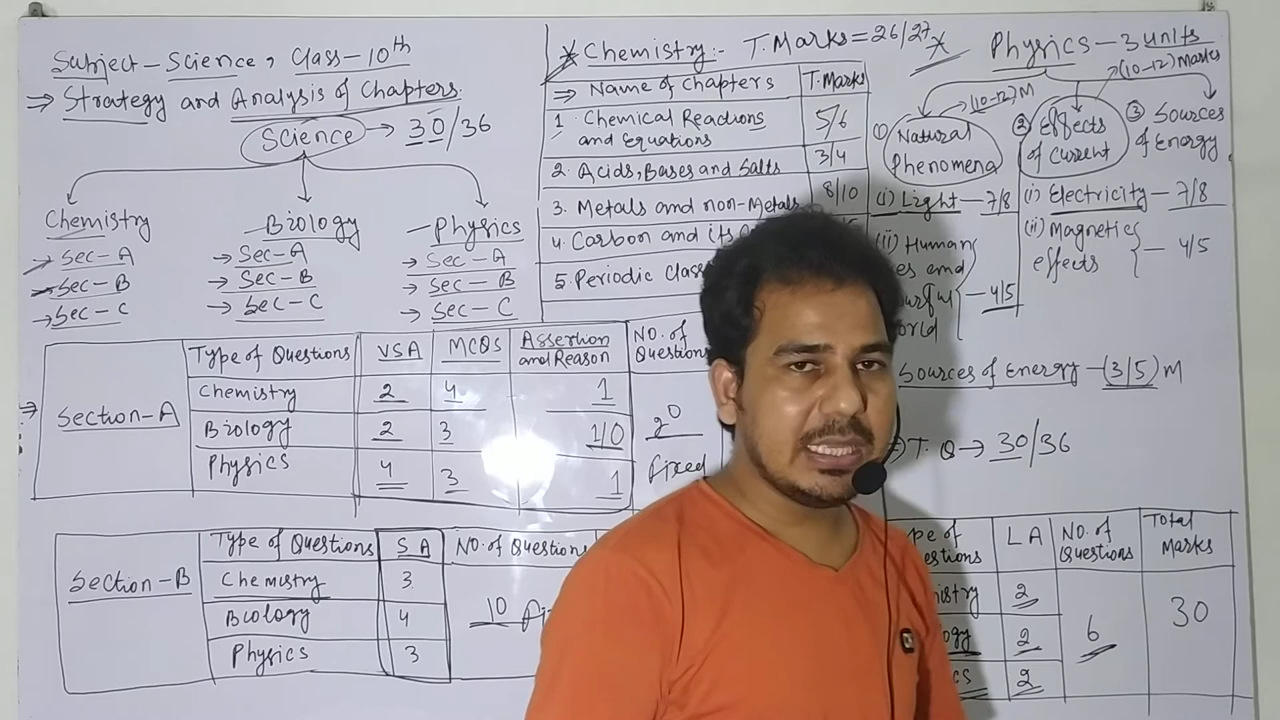 Subject - Science, Class - 10th
⇒ Strategy and Analysis of Chapters
Science → 30/36
Chemistry
→ Sec - A
→ Sec - B
→ Sec - C
Biology
→ Sec - A
→ Sec - B
→ Sec - C
Physics
→ Sec - A
→ Sec - B
→ Sec - C
Chemistry :- T. Marks = 26/27
⇒ Name of Chapters T. Marks
1. Chemical Reactions and Equations 5/6
2. Acids, Bases and Salts 3/4
3. Metals and non-Metals 8/10
4. Carbon and its
5. Periodic
Physics - 3 units
→ (10-12) Marks
→ (10-12) M
(1) Natural Phenomena
(2) Effects of Current
(3) Sources of Energy
(i) Light - 7/8
(ii) Human
and
- 4/5
(i) Electricity - 7/8
(ii) Magnetic effects - 4/5
Sources of Energy - (3/5) M
T. Q → 30/36
Section - A
Type of Questions VSA MCQS Assertion and Reason NO. of Questions
Chemistry 2 4 1
Biology 2 3 1/0
Physics 4 3 1
20 fixed
Section - B
Type of Questions SA NO. of Questions
Chemistry 3
Biology 4
Physics 3
10
LA NO. of Questions Total Marks
2
2
2
6
30